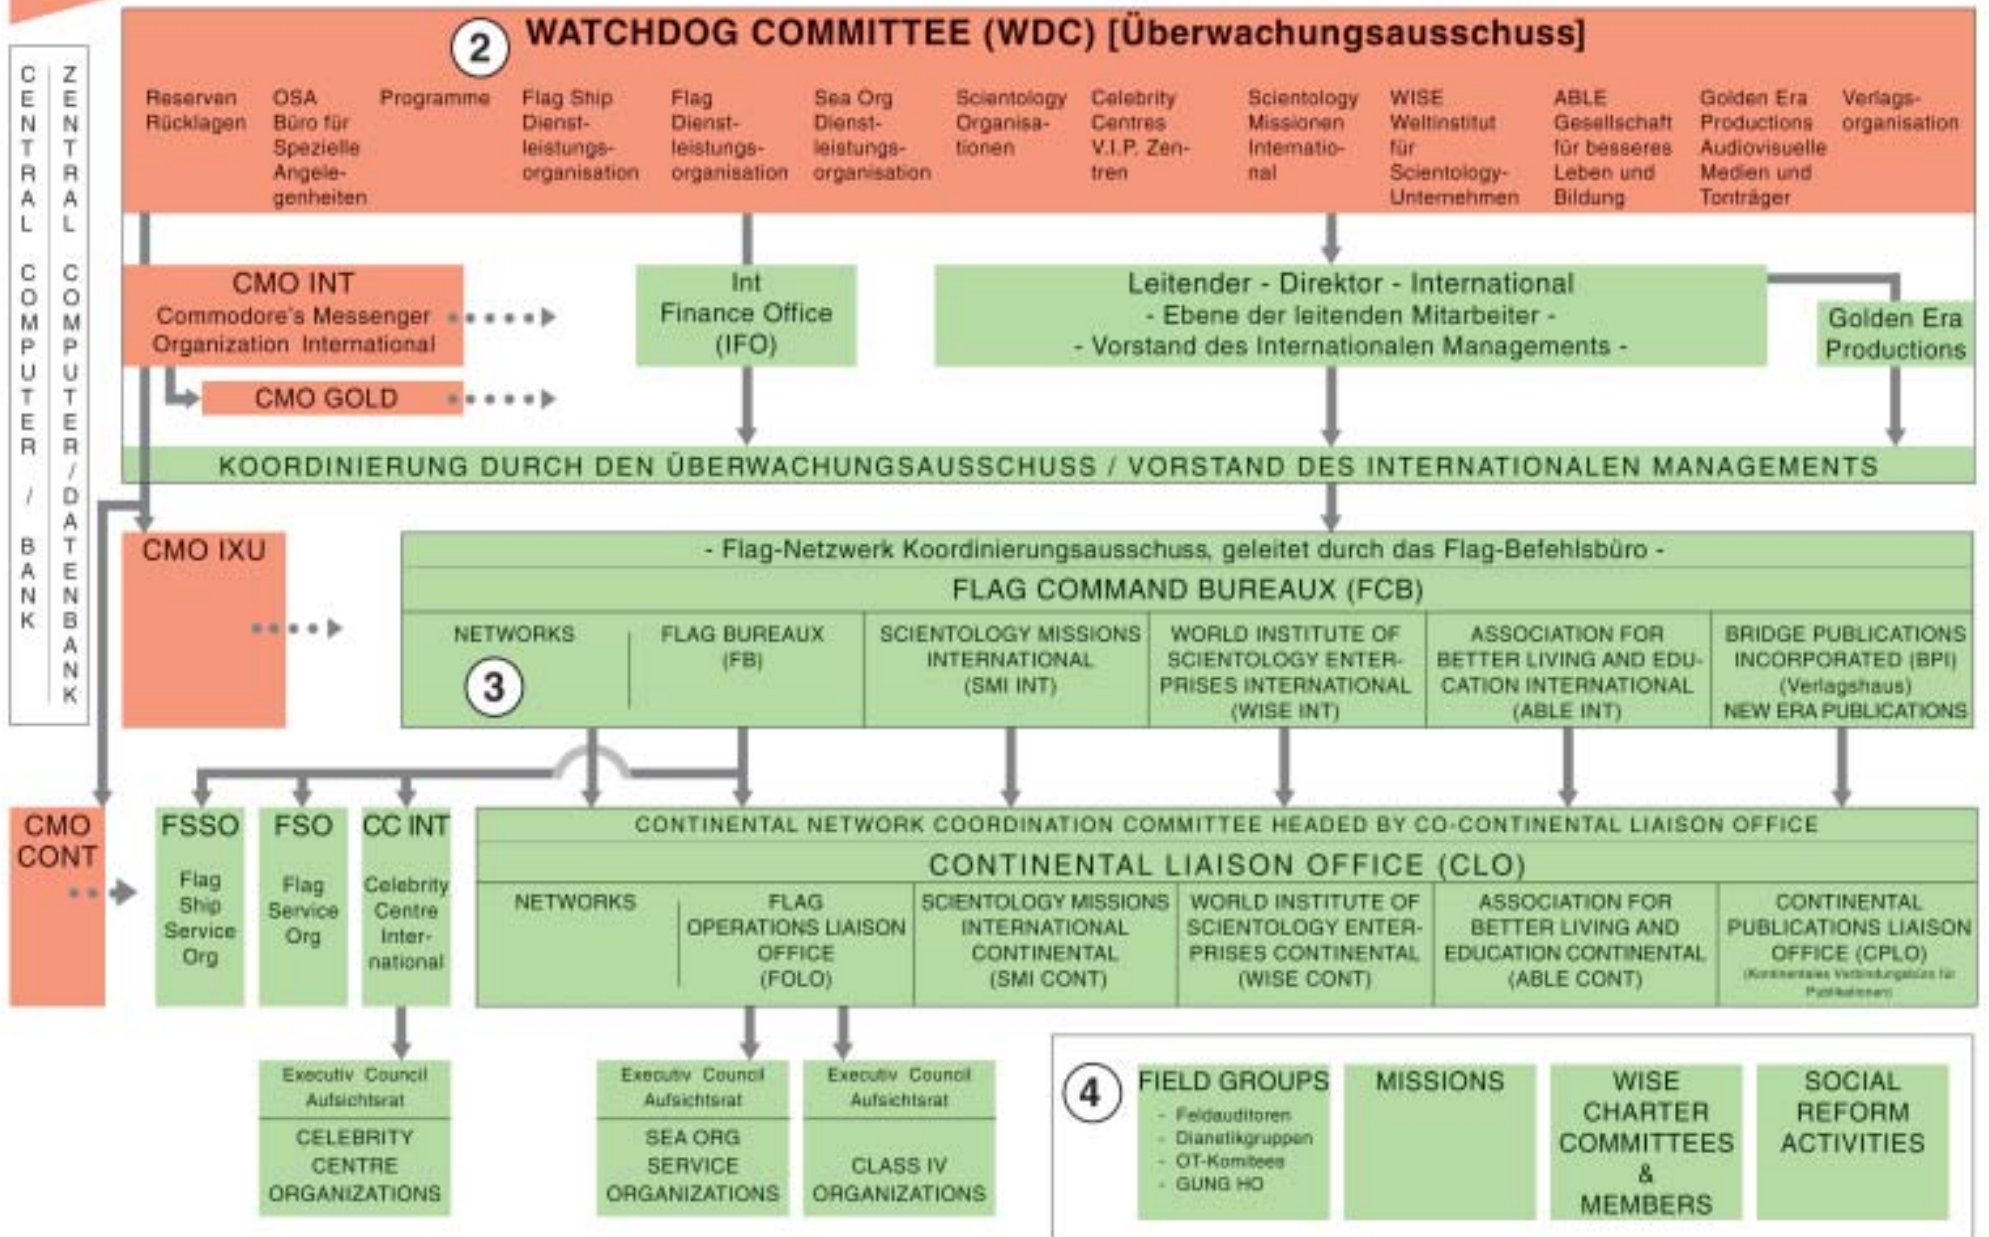 CENTRAL COMPUTER / BANK
ZENTRAL COMPUTER/DATENBANK
2
WATCHDOG COMMITTEE (WDC) [Überwachungsausschuss]
Reserven
Rücklagen
OSA
Büro für
Spezielle
Angele-
genheiten
Programme
Flag Ship
Dienst-
leistungs-
organisation
Flag
Dienst-
leistungs-
organisation
Sea Org
Dienst-
leistungs-
organisation
Scientology
Organisa-
tionen
Celebrity
Centres
V.I.P. Zen-
tren
Scientology
Missionen
Internatio-
nal
WISE
Weltinstitut
für
Scientology-
Unternehmen
ABLE
Gesellschaft
für besseres
Leben und
Bildung
Golden Era
Productions
Audiovisuelle
Medien und
Tonträger
Verlags-
organisation
CMO INT
Commodore's Messenger
Organization International
CMO GOLD
Int
Finance Office
(IFO)
Leitender - Direktor - International
- Ebene der leitenden Mitarbeiter -
- Vorstand des Internationalen Managements -
Golden Era
Productions
KOORDINIERUNG DURCH DEN ÜBERWACHUNGSAUSSCHUSS / VORSTAND DES INTERNATIONALEN MANAGEMENTS
CMO IXU
- Flag-Netzwerk Koordinierungsausschuss, geleitet durch das Flag-Befehlsbüro -
FLAG COMMAND BUREAUX (FCB)
NETWORKS
3
FLAG BUREAUX
(FB)
SCIENTOLOGY MISSIONS
INTERNATIONAL
(SMI INT)
WORLD INSTITUTE OF
SCIENTOLOGY ENTER-
PRISES INTERNATIONAL
(WISE INT)
ASSOCIATION FOR
BETTER LIVING AND EDU-
CATION INTERNATIONAL
(ABLE INT)
BRIDGE PUBLICATIONS
INCORPORATED (BPI)
(Verlagshaus)
NEW ERA PUBLICATIONS
CMO
CONT
FSSO
Flag
Ship
Service
Org
FSO
Flag
Service
Org
CC INT
Celebrity
Centre
Inter-
national
CONTINENTAL NETWORK COORDINATION COMMITTEE HEADED BY CO-CONTINENTAL LIAISON OFFICE
CONTINENTAL LIAISON OFFICE (CLO)
NETWORKS
FLAG
OPERATIONS LIAISON
OFFICE
(FOLO)
SCIENTOLOGY MISSIONS
INTERNATIONAL
CONTINENTAL
(SMI CONT)
WORLD INSTITUTE OF
SCIENTOLOGY ENTER-
PRISES CONTINENTAL
(WISE CONT)
ASSOCIATION FOR
BETTER LIVING AND
EDUCATION CONTINENTAL
(ABLE CONT)
CONTINENTAL
PUBLICATIONS LIAISON
OFFICE (CPLO)
(Kontinentales Verbindungsbüro für
Publikationen)
Executiv Council
Aufsichtsrat
CELEBRITY
CENTRE
ORGANIZATIONS
Executiv Council
Aufsichtsrat
SEA ORG
SERVICE
ORGANIZATIONS
Executiv Council
Aufsichtsrat
CLASS IV
ORGANIZATIONS
4
FIELD GROUPS
- Feldauditoren
- Dianetikgruppen
- OT-Komitees
- GUNG HO
MISSIONS
WISE
CHARTER
COMMITTEES
&
MEMBERS
SOCIAL
REFORM
ACTIVITIES